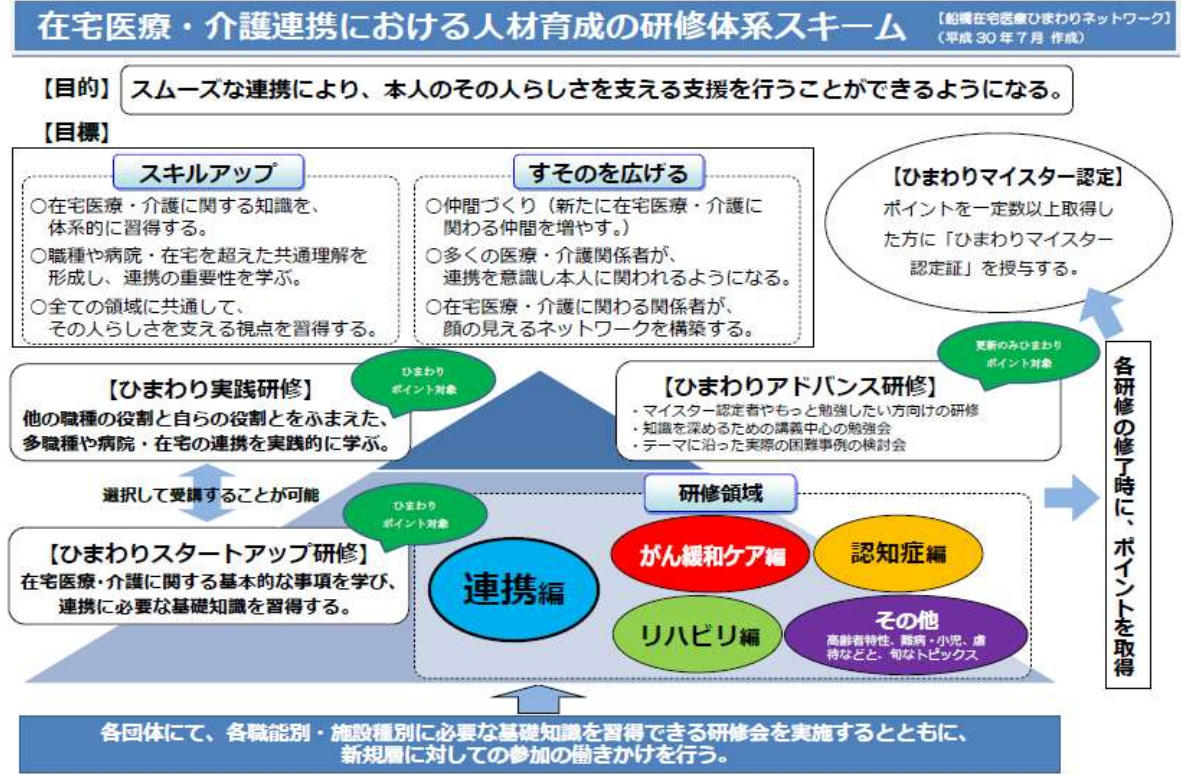 在宅医療・介護連携における人材育成の研修体系スキーム
【船橋在宅医療ひまわりネットワーク】
(平成30年7月 作成)
【目的】
スムーズな連携により、本人のその人らしさを支える支援を行うことができるようになる。
【目標】
スキルアップ
○在宅医療・介護に関する知識を、
体系的に習得する。
○職種や病院・在宅を超えた共通理解を
形成し、連携の重要性を学ぶ。
○全ての領域に共通して、
その人らしさを支える視点を習得する。
すそのを広げる
○仲間づくり(新たに在宅医療・介護に
関わる仲間を増やす。)
○多くの医療・介護関係者が、
連携を意識し本人に関われるようになる。
○在宅医療・介護に関わる関係者が、
顔の見えるネットワークを構築する。
【ひまわりマイスター認定】
ポイントを一定数以上取得し
た方に「ひまわりマイスター
認定証」を授与する。
【ひまわり実践研修】
他の職種の役割と自らの役割とをふまえた、
多職種や病院・在宅の連携を実践的に学ぶ。
ひまわり
ポイント対象
【ひまわりアドバンス研修】
・マイスター認定者やもっと勉強したい方向けの研修
・知識を深めるための講義中心の勉強会
・テーマに沿った実際の困難事例の検討会
更新のみひまわり
ポイント対象
各研修の修了時に、ポイントを取得
選択して受講することが可能
【ひまわりスタートアップ研修】
在宅医療・介護に関する基本的な事項を学び、
連携に必要な基礎知識を習得する。
ひまわり
ポイント対象
研修領域
連携編
がん緩和ケア編
認知症編
リハビリ編
その他
高齢者特性、難病・小児、虐
待などと、旬なトピックス
各団体にて、各職能別・施設種別に必要な基礎知識を習得できる研修会を実施するとともに、
新規層に対しての参加の働きかけを行う。